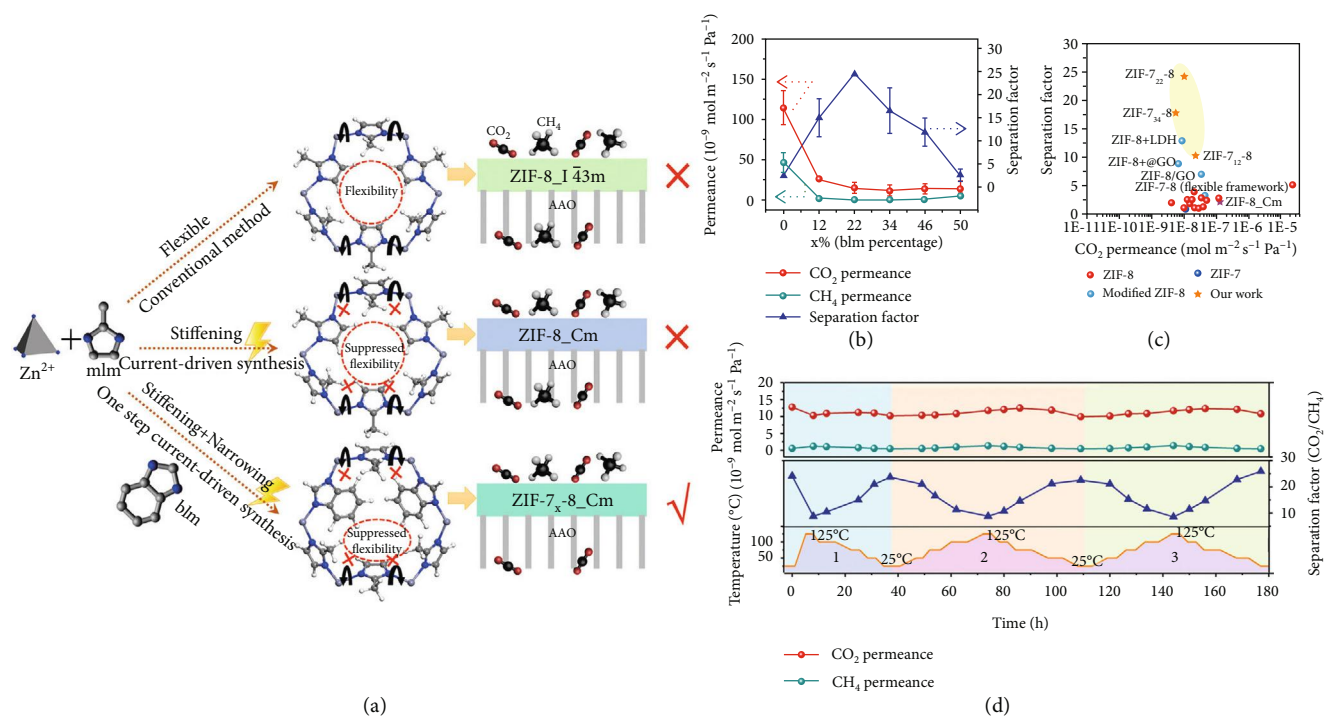 Zn²⁺
+
mlm
blm
Flexible
Conventional method
Stiffening
Current-driven synthesis
Stiffening+Narrowing
One step current-driven synthesis
Flexibility
Suppressed
flexibility
Suppressed
flexibility
CO₂
CH₄
ZIF-8_I 4̄3m
AAO
ZIF-8_Cm
AAO
ZIF-7ₓ-8_Cm
AAO
(a)
Permeance (10⁻⁹ mol m⁻² s⁻¹ Pa⁻¹)
200
150
100
50
0
30
25
20
15
10
5
0
Separation factor
0 12 22 34 46 50
x% (blm percentage)
CO₂ permeance
CH₄ permeance
Separation factor
(b)
Separation factor
30
25
20
15
10
5
0
ZIF-7₂₂-8
ZIF-7₃₄-8
ZIF-8+LDH
ZIF-7₁₂-8
ZIF-8+@GO
ZIF-8/GO
ZIF-7-8 (flexible framework)
ZIF-8_Cm
1E-111E-101E-9 1E-8 1E-7 1E-6 1E-5
CO₂ permeance (mol m⁻² s⁻¹ Pa⁻¹)
ZIF-8
ZIF-7
Modified ZIF-8
Our work
(c)
Permeance
(10⁻⁹ mol m⁻² s⁻¹ Pa⁻¹)
Temperature (°C)
20
15
10
5
0
100
50
30
20
10
Separation factor (CO₂/CH₄)
125°C
125°C
125°C
1
25°C
2
25°C
3
0 20 40 60 80 100 120 140 160 180
Time (h)
CO₂ permeance
CH₄ permeance
(d)